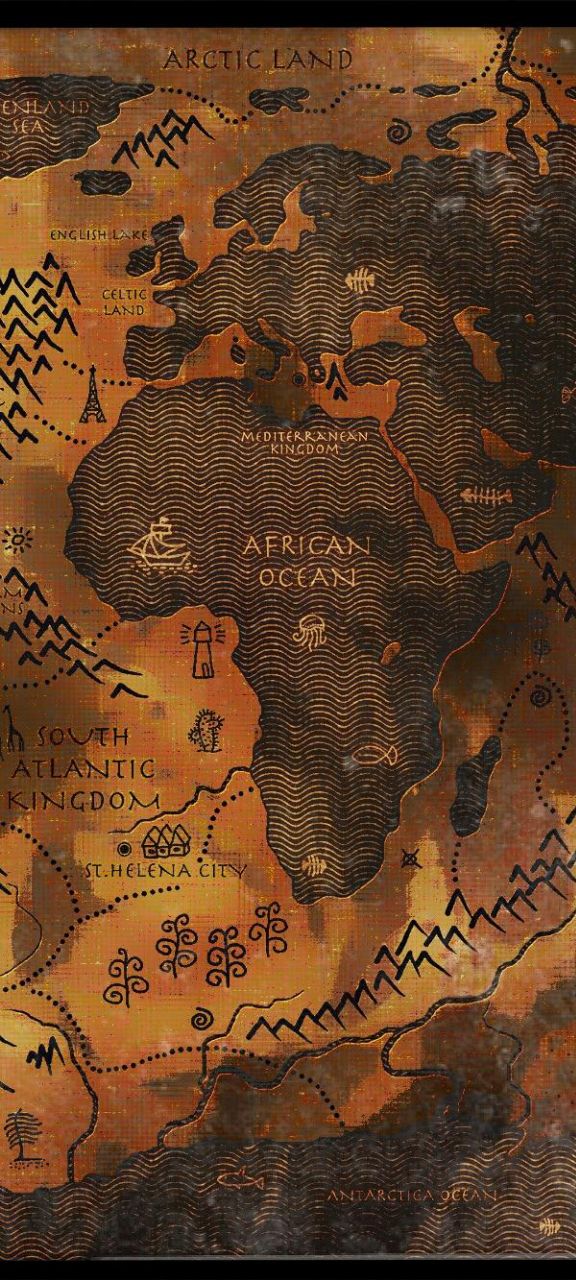 ARCTIC LAND
ENLAND
SEA
ENGLISH LAKE
CELTIC
LAND
MEDITERRANEAN
KINGDOM
AFRICAN
OCEAN
SOUTH
ATLANTIC
KINGDOM
ST.HELENA CITY
ANTARCTICA OCEAN